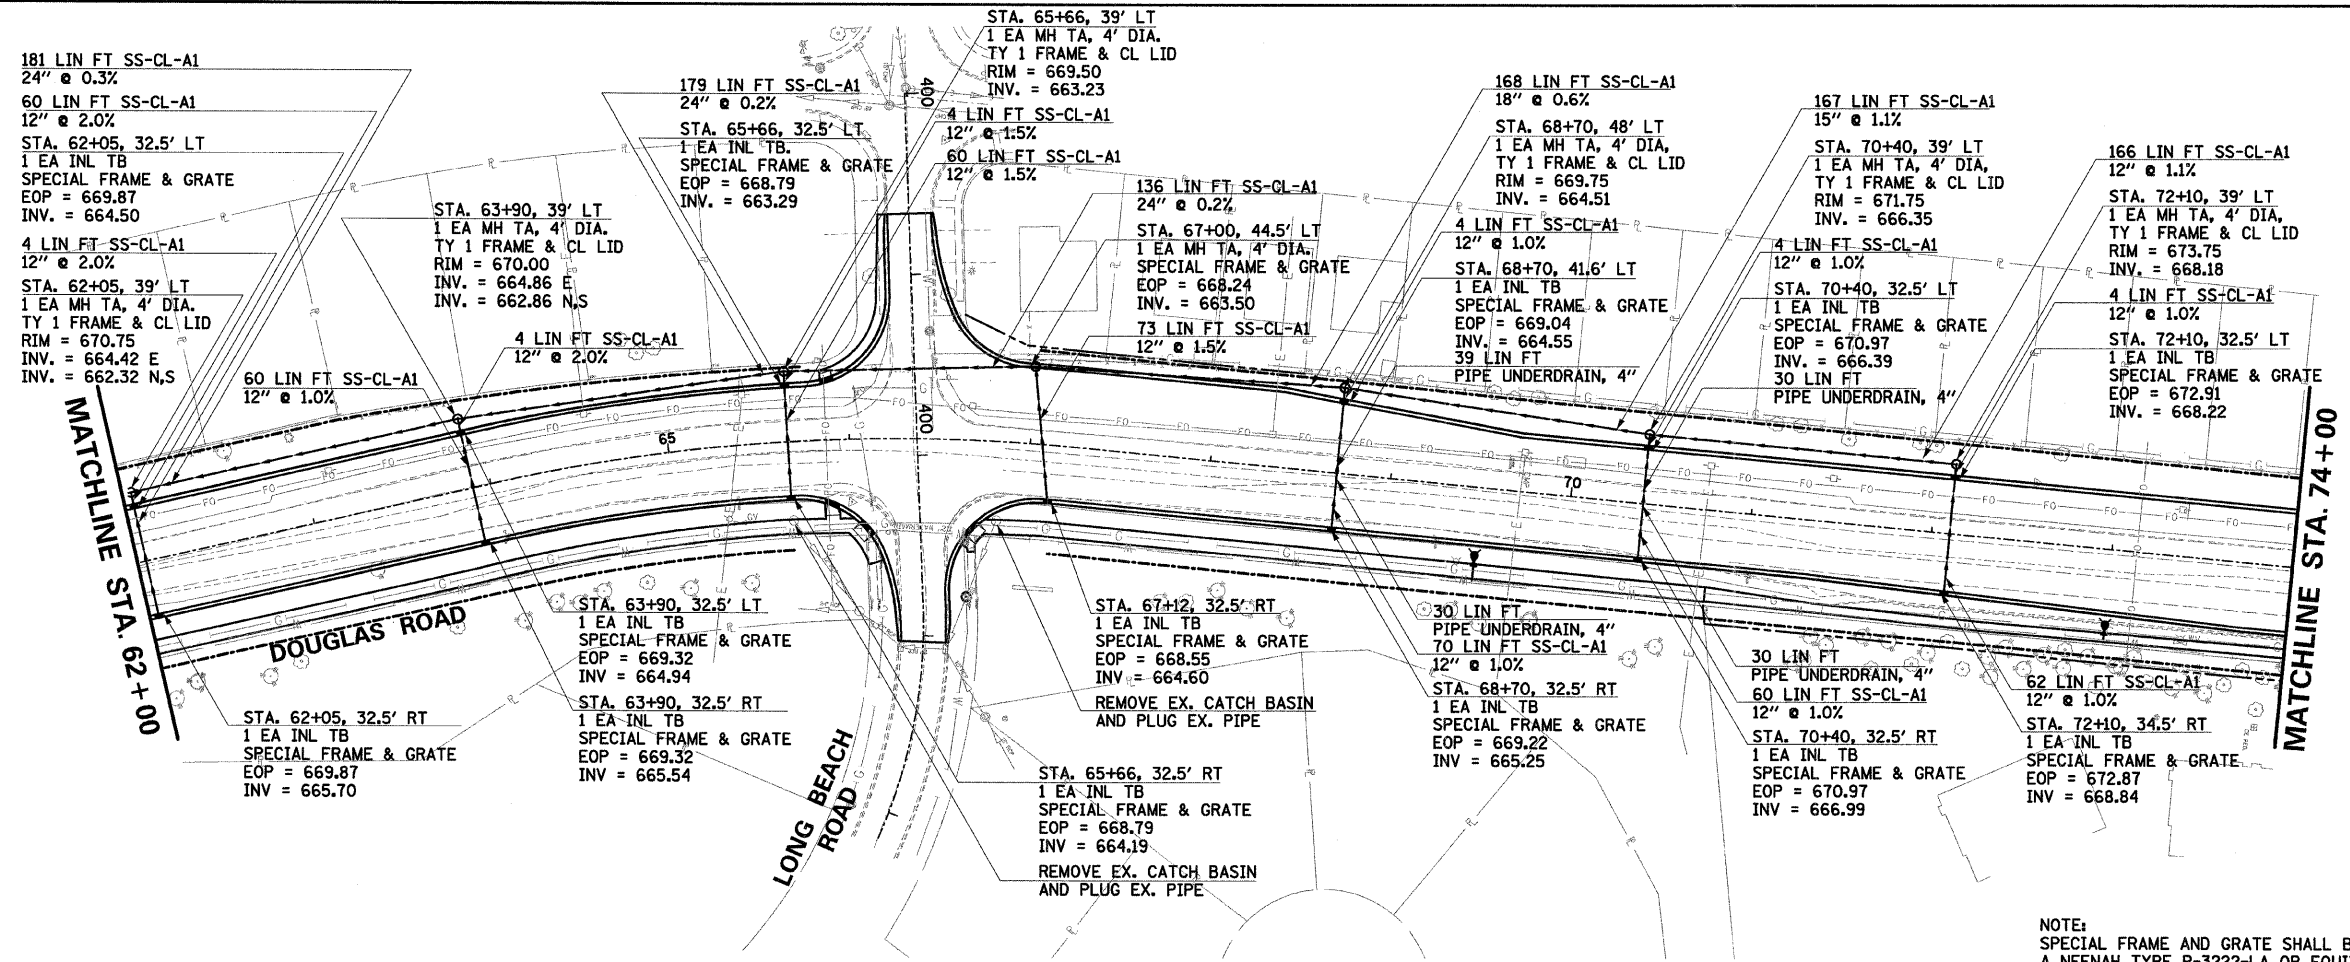 181 LIN FT SS-CL-A1
24" @ 0.3%
60 LIN FT SS-CL-A1
12" @ 2.0%
STA. 62+05, 32.5' LT
1 EA INL TB
SPECIAL FRAME & GRATE
EOP = 669.87
INV. = 664.50
4 LIN FT SS-CL-A1
12" @ 2.0%
STA. 62+05, 39' LT
1 EA MH TA, 4' DIA.
TY 1 FRAME & CL LID
RIM = 670.75
INV. = 664.42 E
INV. = 662.32 N,S
60 LIN FT SS-CL-A1
12" @ 1.0%
STA. 63+90, 39' LT
1 EA MH TA, 4' DIA.
TY 1 FRAME & CL LID
RIM = 670.00
INV. = 664.86 E
INV. = 662.86 N,S
4 LIN FT SS-CL-A1
12" @ 2.0%
179 LIN FT SS-CL-A1
24" @ 0.2%
STA. 65+66, 32.5' LT
1 EA INL TB.
SPECIAL FRAME & GRATE
EOP = 668.79
INV. = 663.29
STA. 65+66, 39' LT
1 EA MH TA, 4' DIA.
TY 1 FRAME & CL LID
RIM = 669.50
INV. = 663.23
4 LIN FT SS-CL-A1
12" @ 1.5%
60 LIN FT SS-CL-A1
12" @ 1.5%
136 LIN FT SS-CL-A1
24" @ 0.2%
STA. 67+00, 44.5' LT
1 EA MH TA, 4' DIA.
SPECIAL FRAME & GRATE
EOP = 668.24
INV. = 663.50
73 LIN FT SS-CL-A1
12" @ 1.5%
168 LIN FT SS-CL-A1
18" @ 0.6%
STA. 68+70, 48' LT
1 EA MH TA, 4' DIA,
TY 1 FRAME & CL LID
RIM = 669.75
INV. = 664.51
4 LIN FT SS-CL-A1
12" @ 1.0%
STA. 68+70, 41.6' LT
1 EA INL TB
SPECIAL FRAME & GRATE
EOP = 669.04
INV. = 664.55
39 LIN FT
PIPE UNDERDRAIN, 4"
167 LIN FT SS-CL-A1
15" @ 1.1%
STA. 70+40, 39' LT
1 EA MH TA, 4' DIA,
TY 1 FRAME & CL LID
RIM = 671.75
INV. = 666.35
4 LIN FT SS-CL-A1
12" @ 1.0%
STA. 70+40, 32.5' LT
1 EA INL TB
SPECIAL FRAME & GRATE
EOP = 670.97
INV. = 666.39
30 LIN FT
PIPE UNDERDRAIN, 4"
166 LIN FT SS-CL-A1
12" @ 1.1%
STA. 72+10, 39' LT
1 EA MH TA, 4' DIA,
TY 1 FRAME & CL LID
RIM = 673.75
INV. = 668.18
4 LIN FT SS-CL-A1
12" @ 1.0%
STA. 72+10, 32.5' LT
1 EA INL TB
SPECIAL FRAME & GRATE
EOP = 672.91
INV. = 668.22
MATCHLINE STA. 62+00
400
400
65
70
MATCHLINE STA. 74+00
DOUGLAS ROAD
LONG BEACH
ROAD
STA. 62+05, 32.5' RT
1 EA INL TB
SPECIAL FRAME & GRATE
EOP = 669.87
INV = 665.70
STA. 63+90, 32.5' LT
1 EA INL TB
SPECIAL FRAME & GRATE
EOP = 669.32
INV = 664.94
STA. 63+90, 32.5' RT
1 EA INL TB
SPECIAL FRAME & GRATE
EOP = 669.32
INV = 665.54
STA. 67+12, 32.5' RT
1 EA INL TB
SPECIAL FRAME & GRATE
EOP = 668.55
INV = 664.60
REMOVE EX. CATCH BASIN
AND PLUG EX. PIPE
STA. 65+66, 32.5' RT
1 EA INL TB
SPECIAL FRAME & GRATE
EOP = 668.79
INV = 664.19
REMOVE EX. CATCH BASIN
AND PLUG EX. PIPE
30 LIN FT
PIPE UNDERDRAIN, 4"
70 LIN FT SS-CL-A1
12" @ 1.0%
STA. 68+70, 32.5' RT
1 EA INL TB
SPECIAL FRAME & GRATE
EOP = 669.22
INV = 665.25
30 LIN FT
PIPE UNDERDRAIN, 4"
60 LIN FT SS-CL-A1
12" @ 1.0%
STA. 70+40, 32.5' RT
1 EA INL TB
SPECIAL FRAME & GRATE
EOP = 670.97
INV = 666.99
62 LIN FT SS-CL-A1
12" @ 1.0%
STA. 72+10, 34.5' RT
1 EA INL TB
SPECIAL FRAME & GRATE
EOP = 672.87
INV = 668.84
NOTE:
SPECIAL FRAME AND GRATE SHALL B
A NEENAH TYPE R-3222-LA OR EQUI